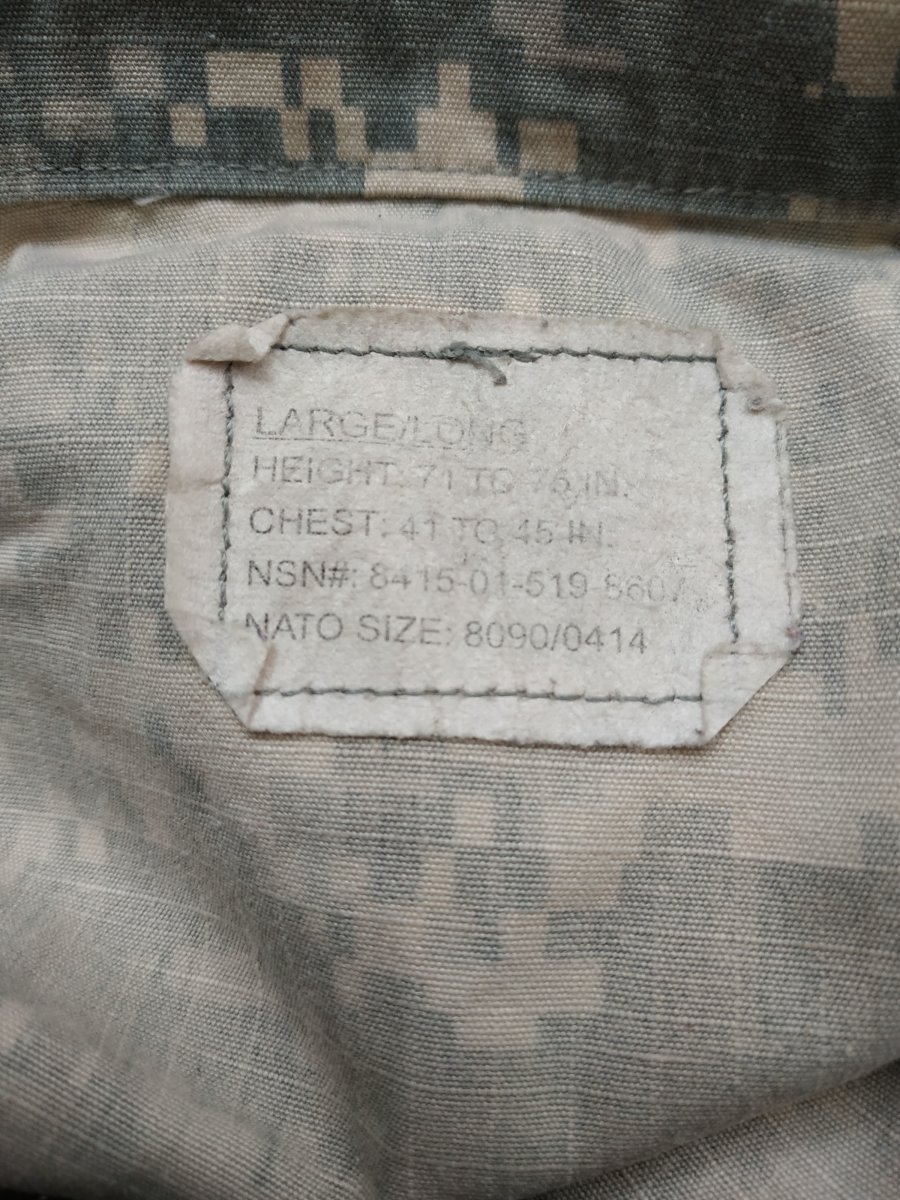 LARGE/LONG
HEIGHT: 71 TO 75 IN.
CHEST: 41 TO 45 IN.
NSN#: 8415-01-519-8607
NATO SIZE: 8090/0414